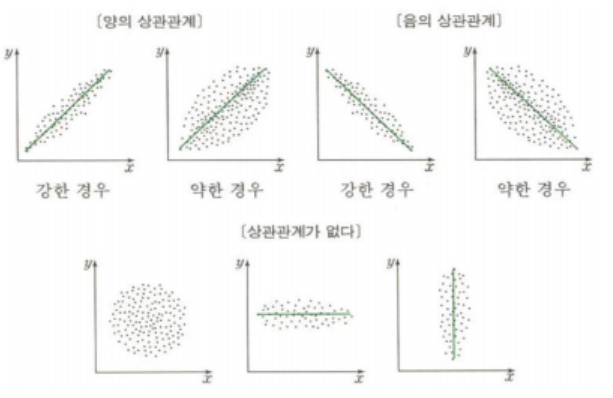 [양의 상관관계] [음의 상관관계]
y y y y
x x x x
강한 경우 약한 경우 강한 경우 약한 경우
[상관관계가 없다]
y y y
x x x